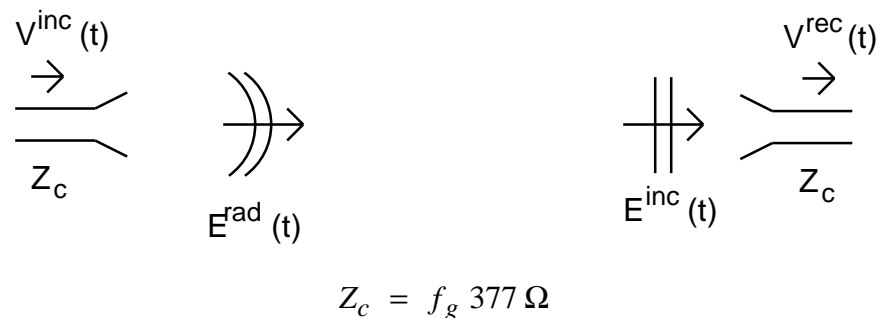 V^inc (t)
V^rec (t)
Z_c
E^rad (t)
E^inc (t)
Z_c
Z_c = f_g 377 Ω